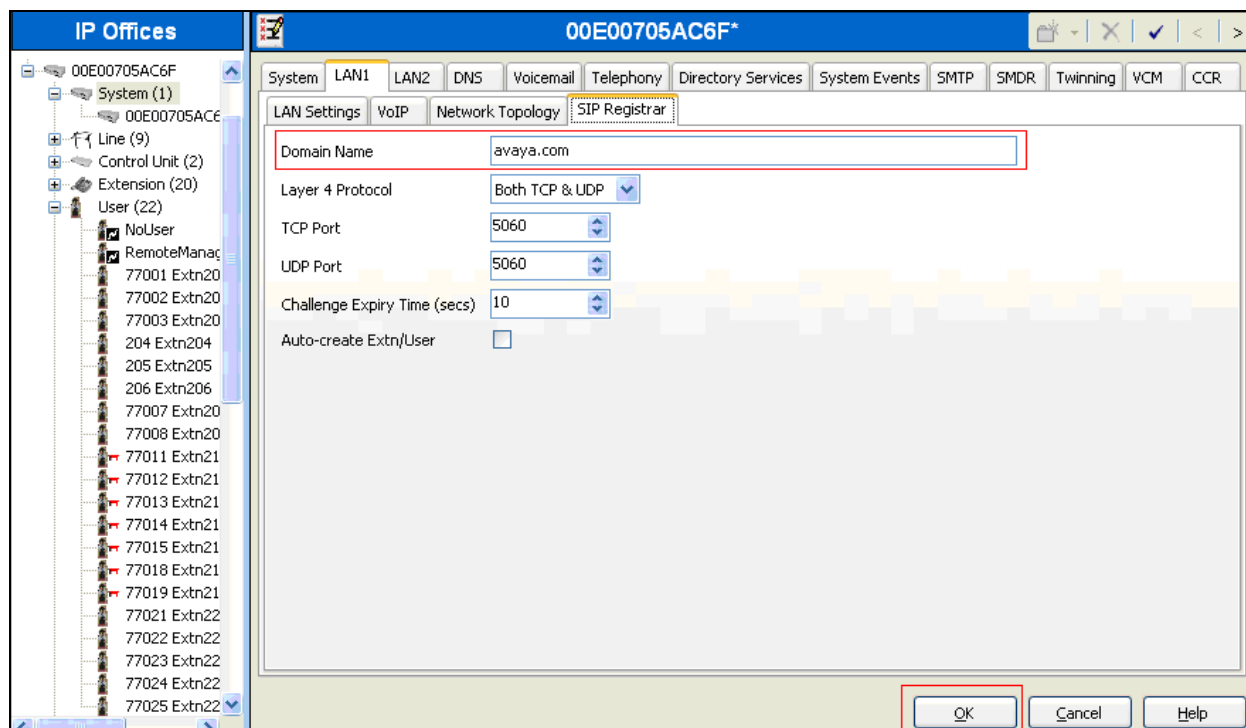 IP Offices
00E00705AC6F
System (1)
00E00705AC6
Line (9)
Control Unit (2)
Extension (20)
User (22)
NoUser
RemoteManag
77001 Extn20
77002 Extn20
77003 Extn20
204 Extn204
205 Extn205
206 Extn206
77007 Extn20
77008 Extn20
77011 Extn21
77012 Extn21
77013 Extn21
77014 Extn21
77015 Extn21
77018 Extn21
77019 Extn21
77021 Extn22
77022 Extn22
77023 Extn22
77024 Extn22
77025 Extn22
00E00705AC6F*
System LAN1 LAN2 DNS Voicemail Telephony Directory Services System Events SMTP SMDR Twinning VCM CCR
LAN Settings VoIP Network Topology SIP Registrar
Domain Name avaya.com
Layer 4 Protocol Both TCP & UDP
TCP Port 5060
UDP Port 5060
Challenge Expiry Time (secs) 10
Auto-create Extn/User
OK Cancel Help